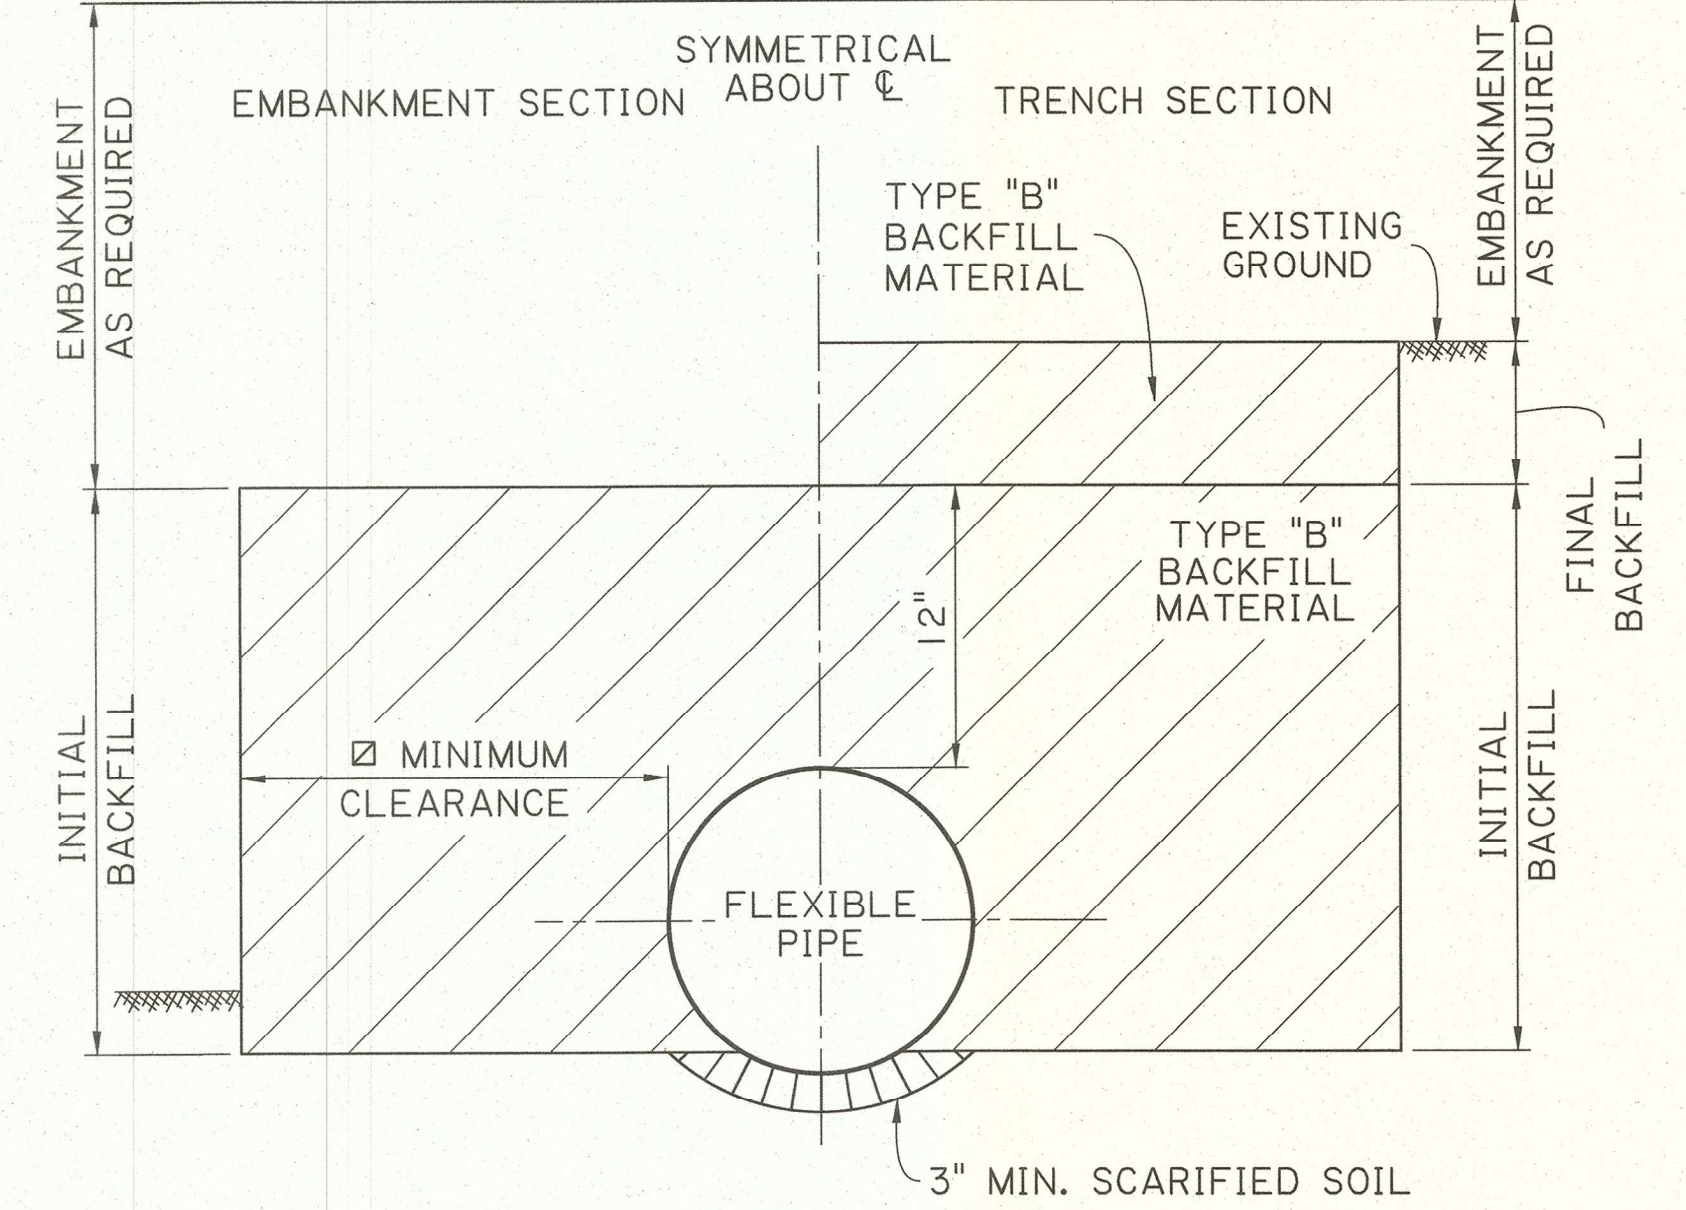 SYMMETRICAL
ABOUT ℄
EMBANKMENT SECTION
TRENCH SECTION
EMBANKMENT
AS REQUIRED
EMBANKMENT
AS REQUIRED
TYPE "B"
BACKFILL
MATERIAL
EXISTING
GROUND
FINAL
BACKFILL
TYPE "B"
BACKFILL
MATERIAL
12"
INITIAL
BACKFILL
INITIAL
BACKFILL
⍁ MINIMUM
CLEARANCE
FLEXIBLE
PIPE
3" MIN. SCARIFIED SOIL